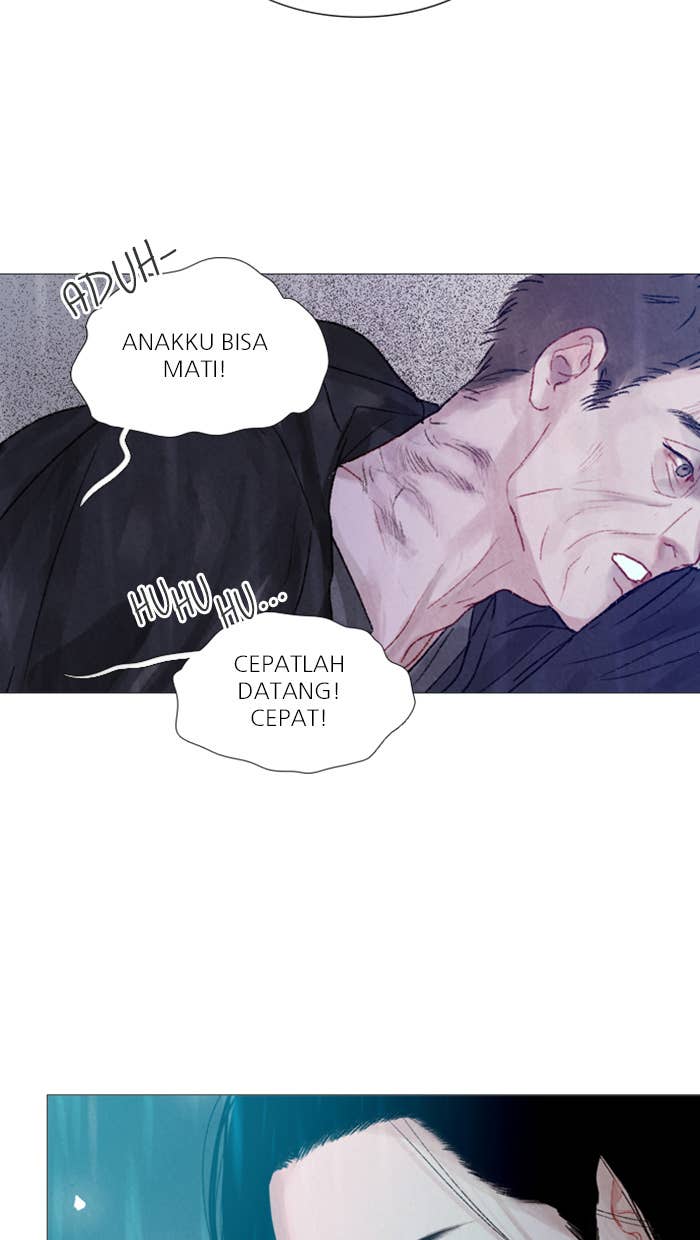 ADUH-
ANAKKU BISA
MATI!
HUHU HU...
CEPATLAH
DATANG!
CEPAT!